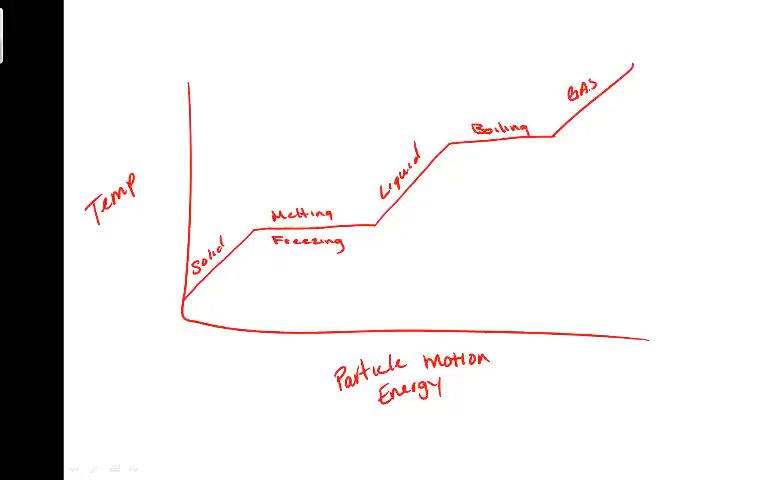 GAS
Boiling
Liquid
Temp
Melting
Freezing
Solid
Particle Motion
Energy